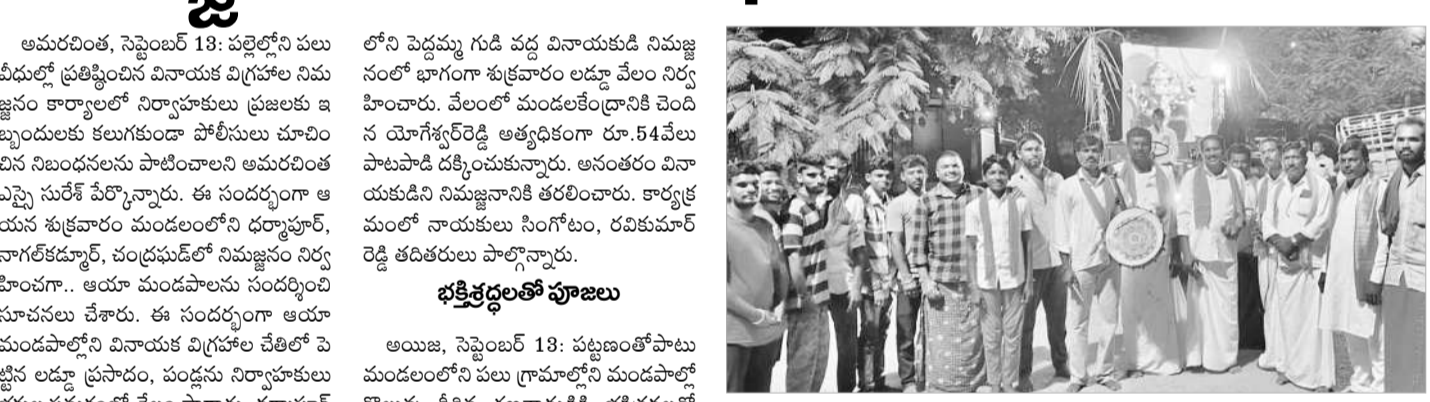 జ
అమరచింత, సెప్టెంబర్ 13: పల్లెల్లోని పలు
వీధుల్లో ప్రతిష్ఠించిన వినాయక విగ్రహాల నిమ
జ్జనం కార్యాలలో నిర్వాహకులు ప్రజలకు ఇ
బ్బందులకు కలుగకుండా పోలీసులు చూచిం
చిన నిబంధనలను పాటించాలని అమరచింత
ఎస్సై సురేశ్ పేర్కొన్నారు. ఈ సందర్భంగా ఆ
యన శుక్రవారం మండలంలోని ధర్మాపూర్,
నాగల్‌కడ్మూర్, చంద్రఘడ్‌లో నిమజ్జనం నిర్వ
హించగా.. ఆయా మండపాలను సందర్శించి
సూచనలు చేశారు. ఈ సందర్భంగా ఆయా
మండపాల్లోని వినాయక విగ్రహాల చేతిలో పె
ట్టిన లడ్డూ ప్రసాదం, పండ్లను నిర్వాహకులు
లోని పెద్దమ్మ గుడి వద్ద వినాయకుడి నిమజ్జ
నంలో భాగంగా శుక్రవారం లడ్డూ వేలం నిర్వ
హించారు. వేలంలో మండలకేంద్రానికి చెంది
న యోగేశ్వర్‌రెడ్డి అత్యధికంగా రూ.54వేలు
పాటపాడి దక్కించుకున్నారు. అనంతరం వినా
యకుడిని నిమజ్జనానికి తరలించారు. కార్యక్ర
మంలో నాయకులు సింగోటం, రవికుమార్
రెడ్డి తదితరులు పాల్గొన్నారు.
భక్తిశ్రద్ధలతో పూజలు
అయిజ, సెప్టెంబర్ 13: పట్టణంతోపాటు
మండలంలోని పలు గ్రామాల్లోని మండపాల్లో